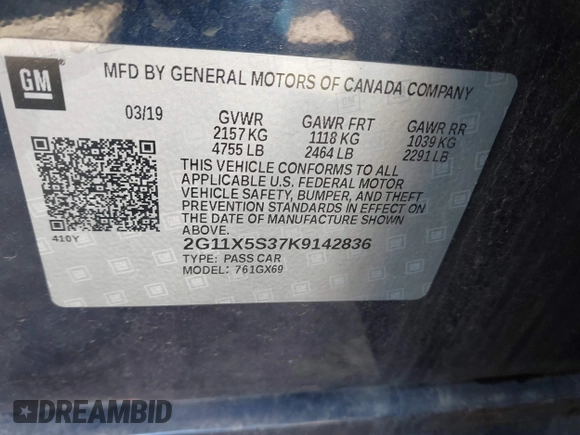 GM
MFD BY GENERAL MOTORS OF CANADA COMPANY
03/19 GVWR GAWR FRT GAWR RR
2157 KG 1118 KG 1039 KG
4755 LB 2464 LB 2291 LB
THIS VEHICLE CONFORMS TO ALL
APPLICABLE U.S. FEDERAL MOTOR
VEHICLE SAFETY, BUMPER, AND THEFT
PREVENTION STANDARDS IN EFFECT ON
THE DATE OF MANUFACTURE SHOWN
ABOVE.
410Y
2G11X5S37K9142836
TYPE: PASS CAR
MODEL: 761GX69
DREAMBID